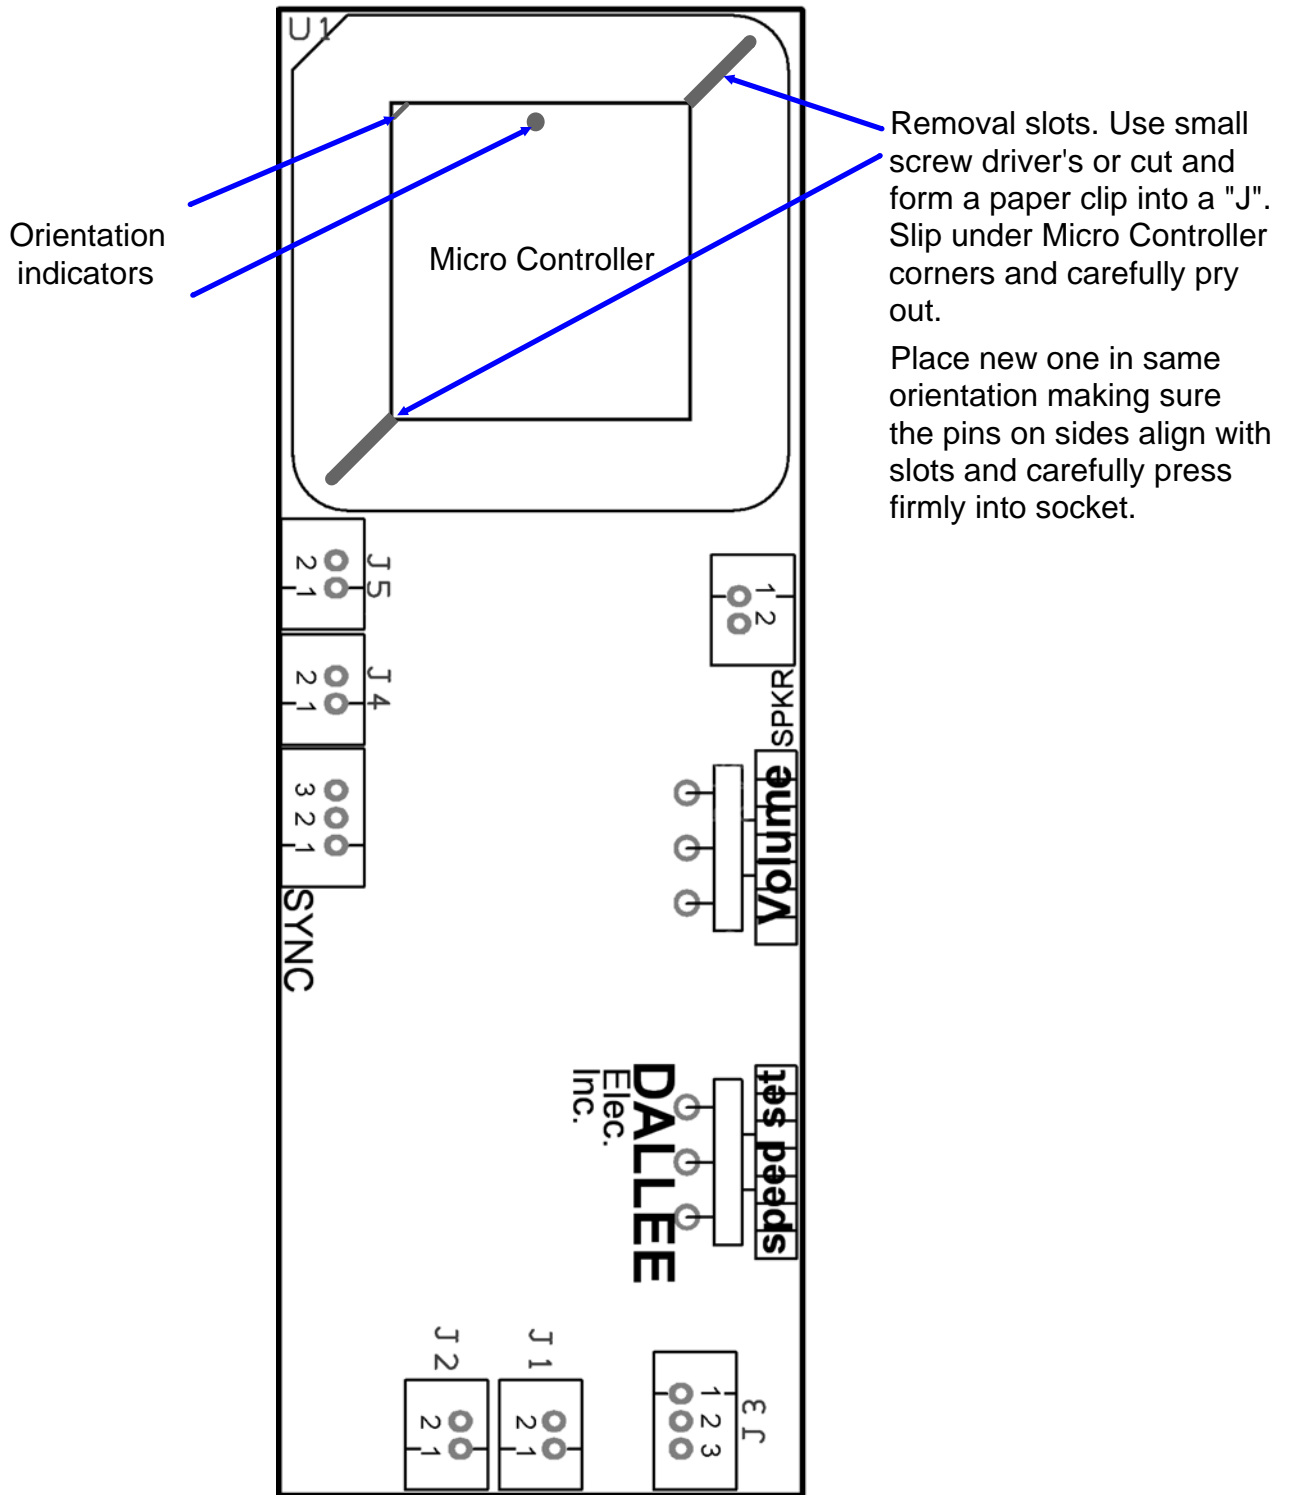 U1
Removal slots. Use small
screw driver's or cut and
form a paper clip into a "J".
Slip under Micro Controller
corners and carefully pry
out.
Place new one in same
orientation making sure
the pins on sides align with
slots and carefully press
firmly into socket.
Orientation
indicators
Micro Controller
2
1
J5
1
2
SPKR
2
1
J4
3
2
1
SYNC
Volume
DALLEE
Elec.
Inc.
speed set
J2
2
1
J1
2
1
1
2
3
J3